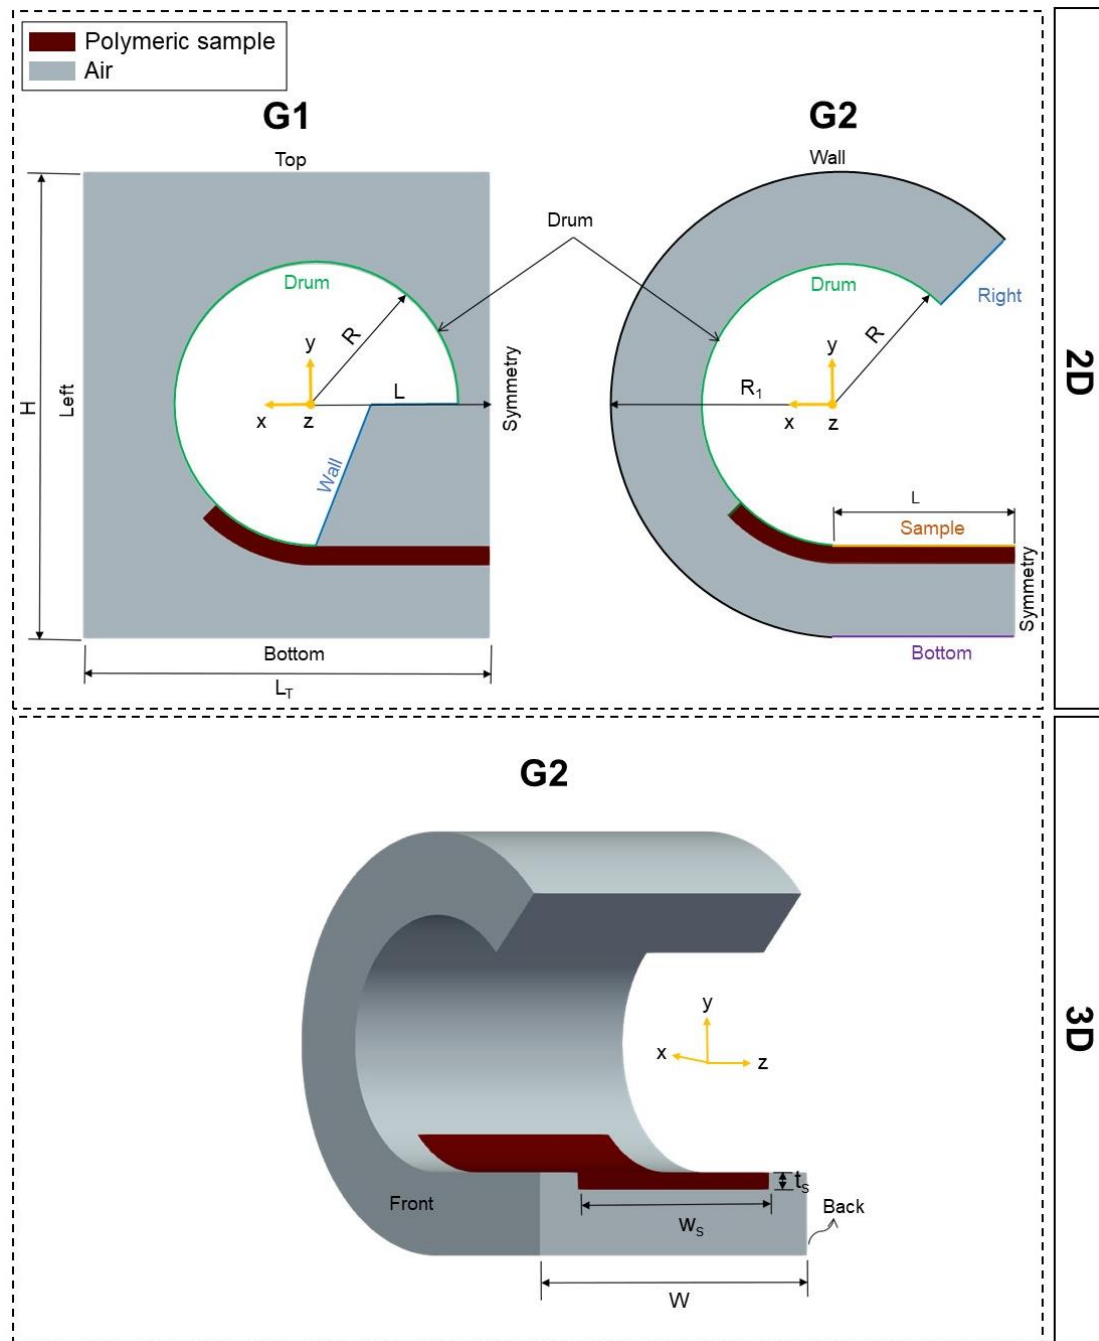 Polymeric sample
Air
G1
G2
Top
Wall
Drum
Drum
Drum
Right
R
R
y
y
H
Left
L
R1
x
z
x
z
Symmetry
Wall
L
Sample
Symmetry
Bottom
Bottom
LT
2D
G2
y
x
z
Front
tS
wS
Back
W
3D